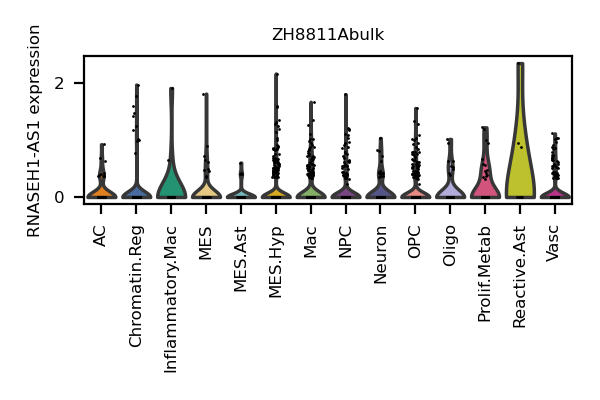 ZH8811Abulk
RNASEH1-AS1 expression
2
0
AC
Chromatin.Reg
Inflammatory.Mac
MES
MES.Ast
MES.Hyp
Mac
NPC
Neuron
OPC
Oligo
Prolif.Metab
Reactive.Ast
Vasc